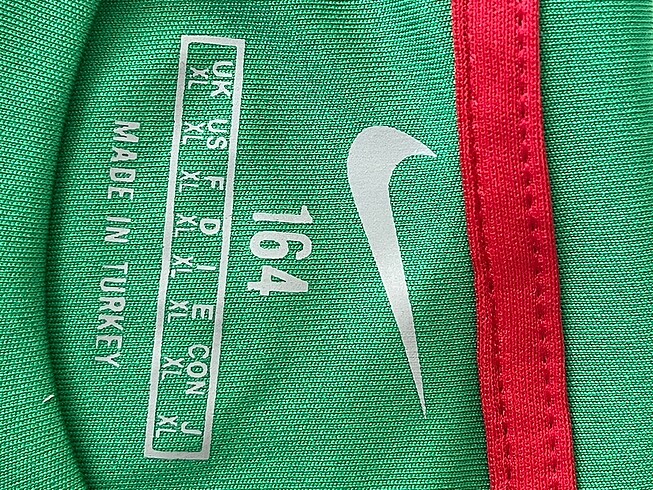 164
UK US F D I E CON J
XL XL XL XL XL XL XL XL
MADE IN TURKEY